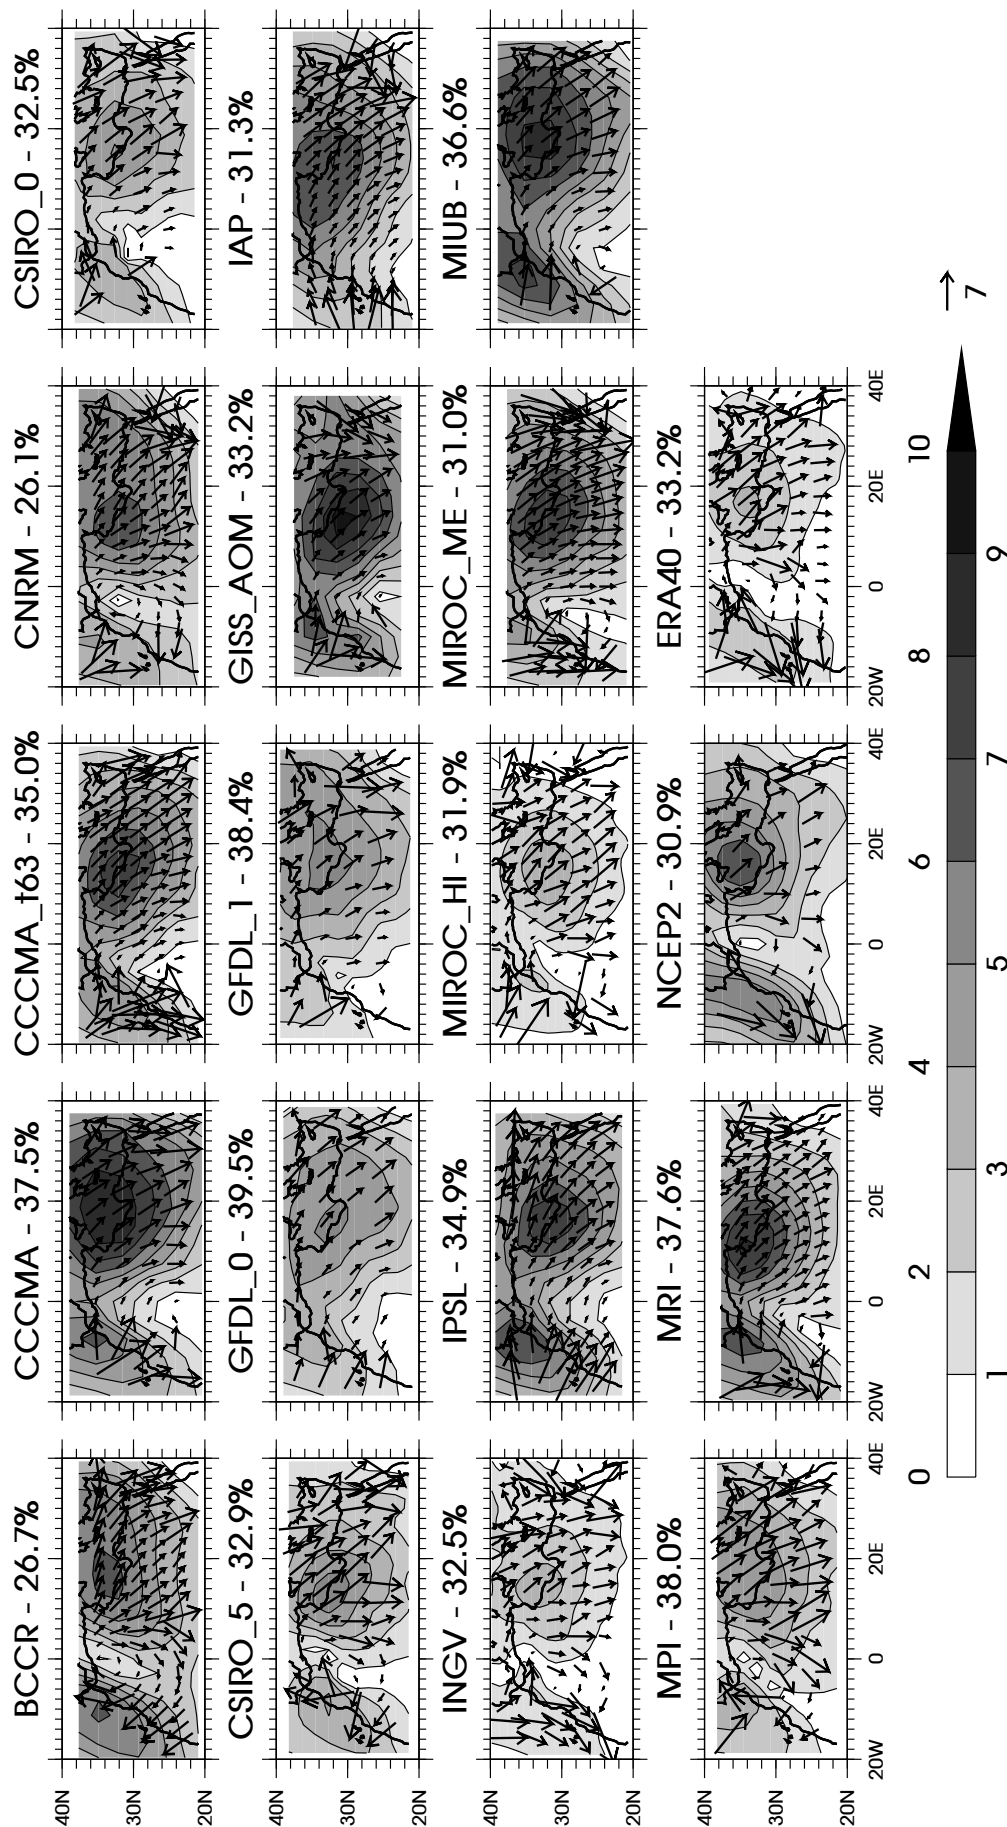 BCCR - 26.7% CCCMA - 37.5% CCCMA_t63 - 35.0% CNRM - 26.1% CSIRO_0 - 32.5%
40N
30N
20N
CSIRO_5 - 32.9% GFDL_0 - 39.5% GFDL_1 - 38.4% GISS_AOM - 33.2% IAP - 31.3%
40N
30N
20N
INGV - 32.5% IPSL - 34.9% MIROC_HI - 31.9% MIROC_ME - 31.0% MIUB - 36.6%
40N
30N
20N
MPI - 38.0% MRI - 37.6% NCEP2 - 30.9% ERA40 - 33.2%
40N
30N
20N
20W 0 20E 40E 20W 0 20E 40E 20W 0 20E 40E 20W 0 20E 40E
0 2 4 6 8 10
1 3 5 7 9
7